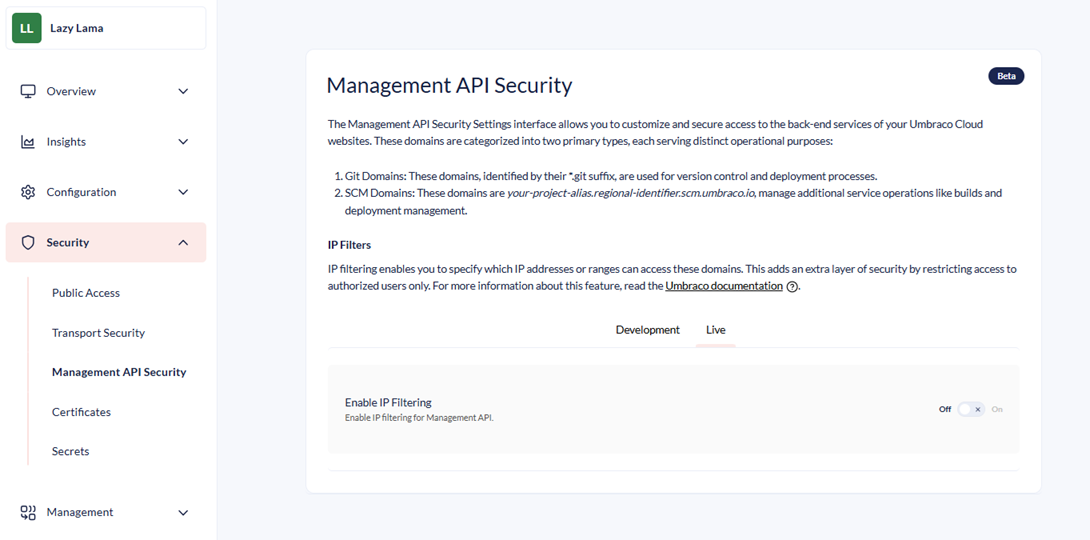 LL Lazy Lama
Overview
Insights
Configuration
Security
Public Access
Transport Security
Management API Security
Certificates
Secrets
Management
Management API Security
Beta
The Management API Security Settings interface allows you to customize and secure access to the back-end services of your Umbraco Cloud
websites. These domains are categorized into two primary types, each serving distinct operational purposes:
1. Git Domains: These domains, identified by their *.git suffix, are used for version control and deployment processes.
2. SCM Domains: These domains are your-project-alias.regional-identifier.scm.umbraco.io, manage additional service operations like builds and
deployment management.
IP Filters
IP filtering enables you to specify which IP addresses or ranges can access these domains. This adds an extra layer of security by restricting access to
authorized users only. For more information about this feature, read the Umbraco documentation ?.
Development Live
Enable IP Filtering
Enable IP filtering for Management API.
Off On